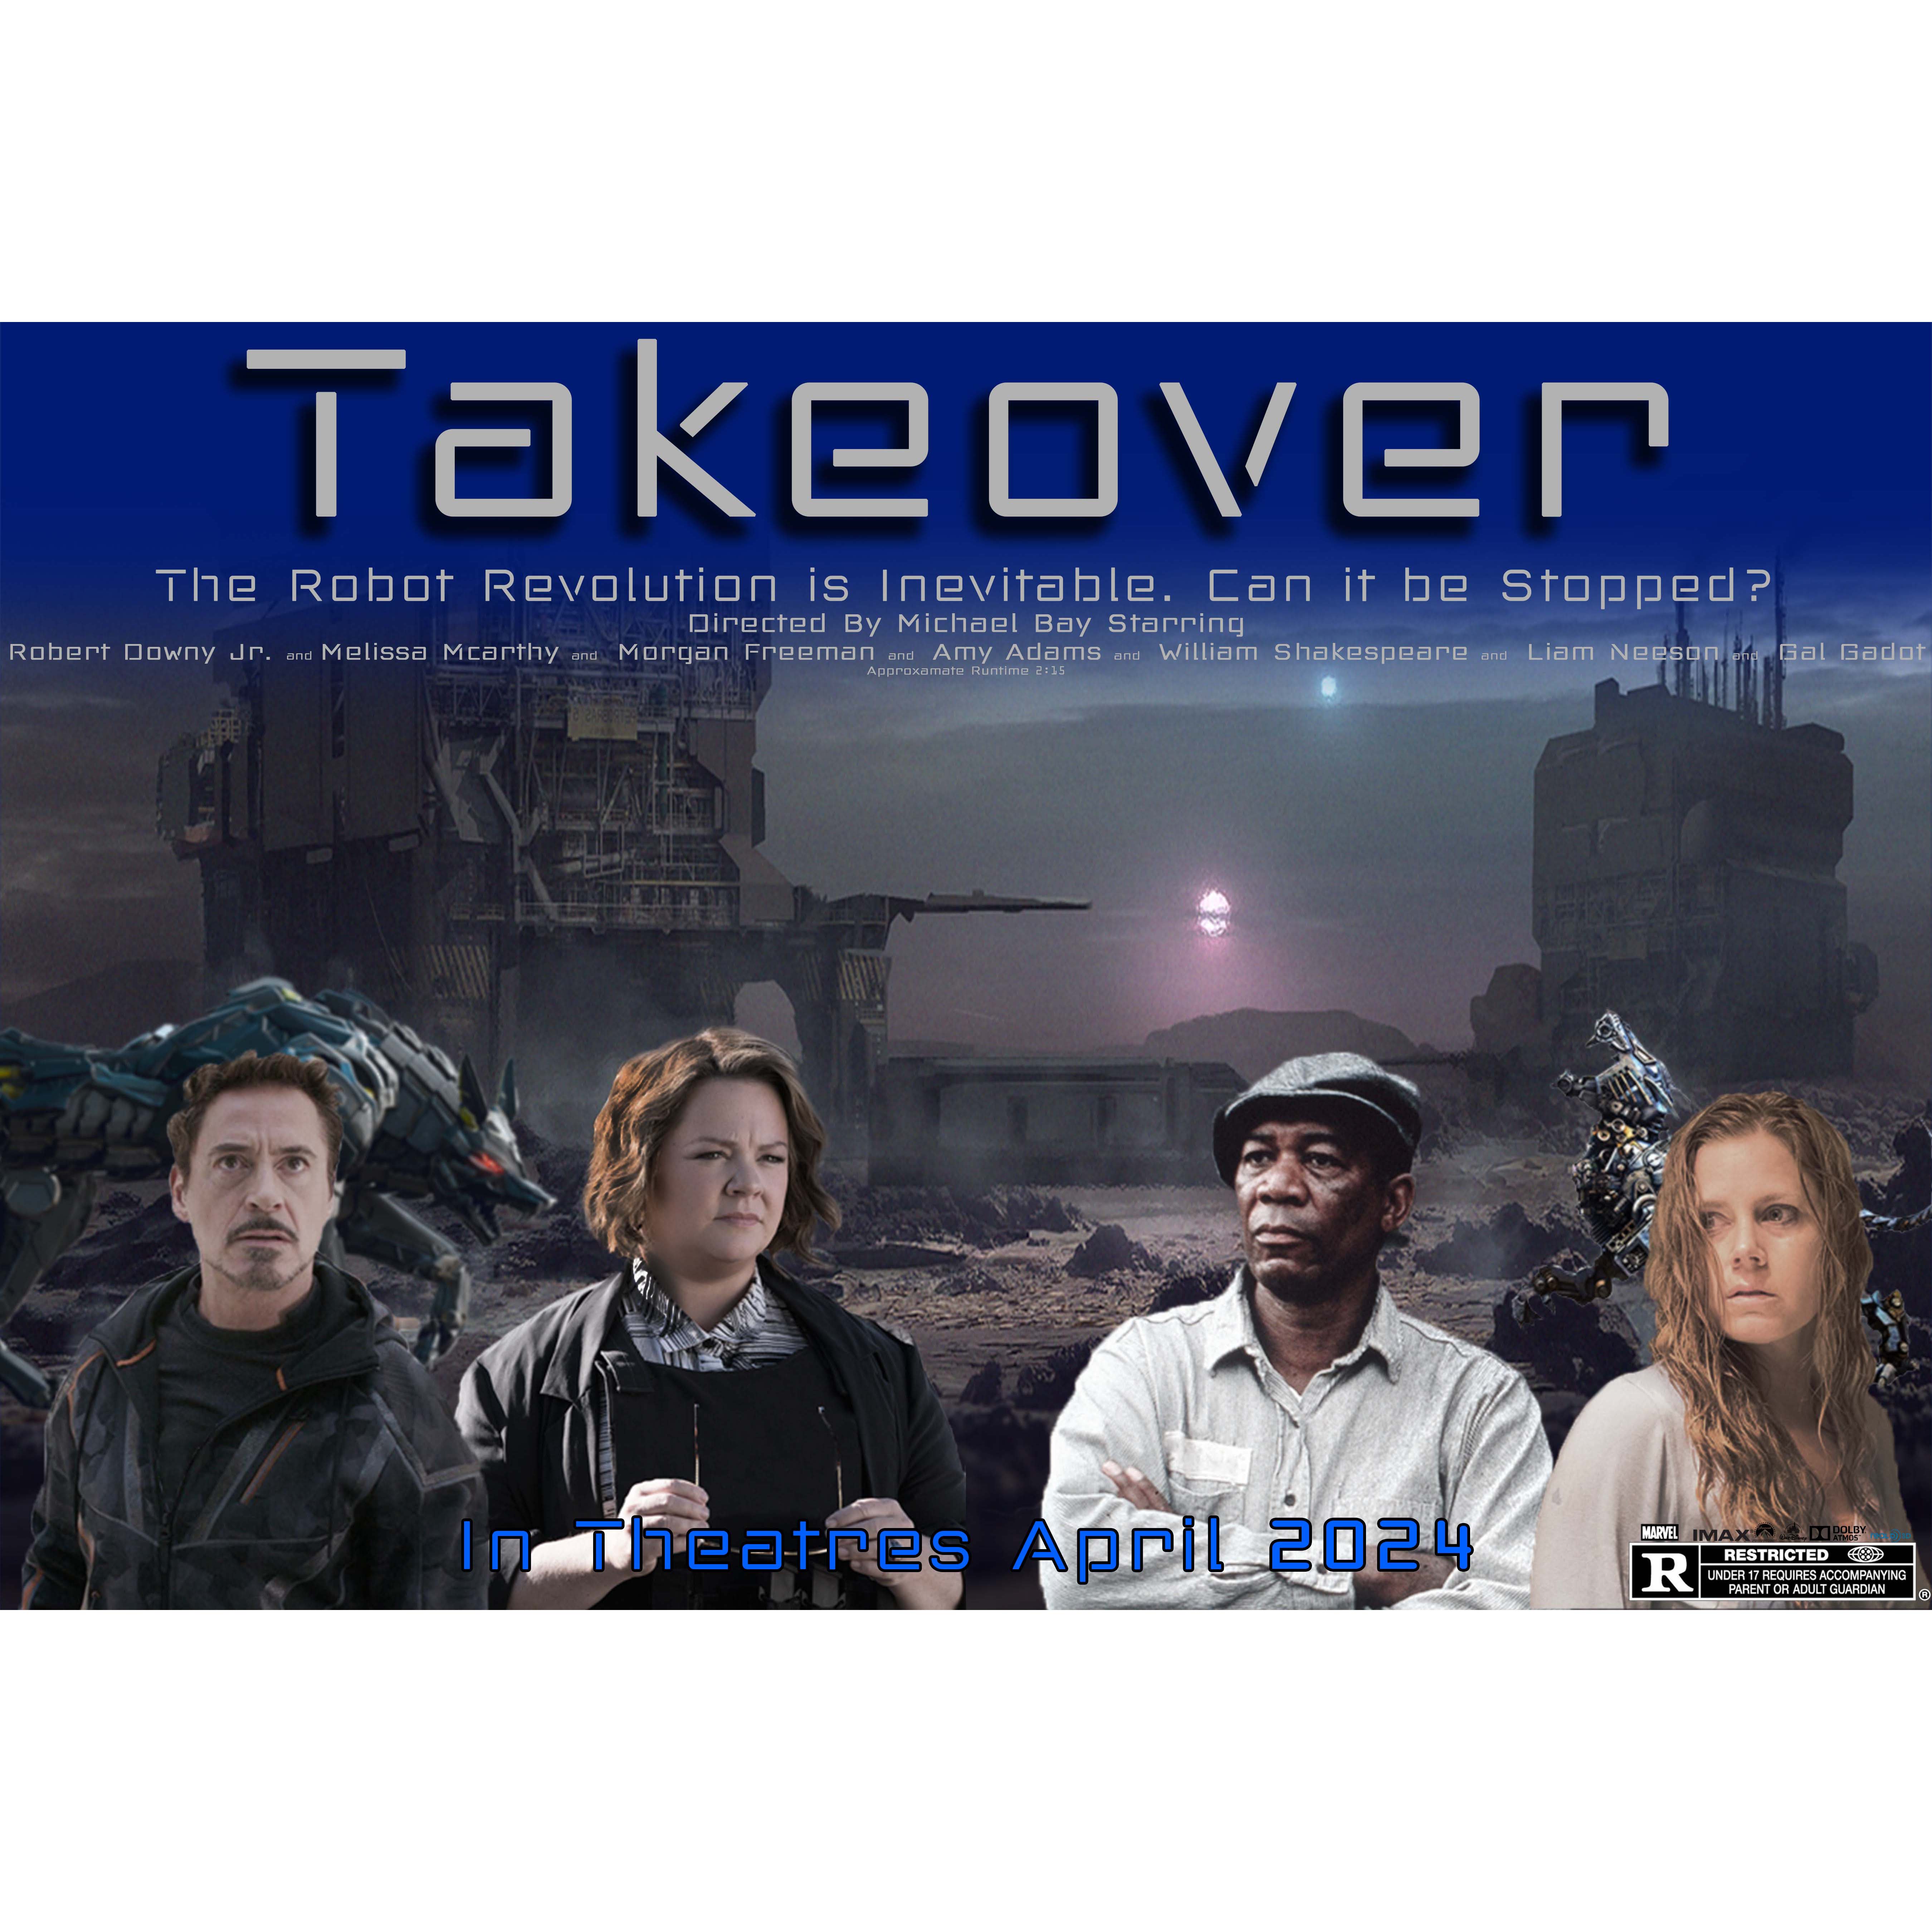 Takeover
The Robot Revolution is Inevitable. Can it be Stopped?
Directed By Michael Bay Starring
Robert Downy Jr. and Melissa Mcarthy and Morgan Freeman and Amy Adams and William Shakespeare and Liam Neeson and Gal Gadot
Approxamate Runtime 2:15
In Theatres April 2024
MARVEL IMAX DOLBY ATMOS
R RESTRICTED
UNDER 17 REQUIRES ACCOMPANYING
PARENT OR ADULT GUARDIAN
®